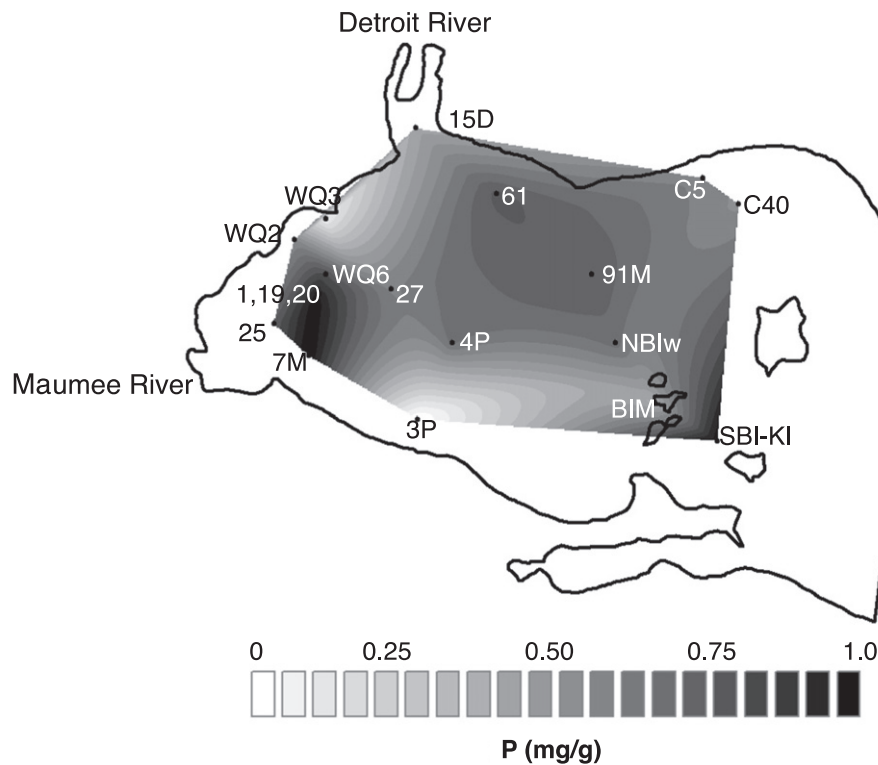 Detroit River
15D
WQ3
61
C5
C40
WQ2
WQ6
91M
1,19,20
27
25
4P
NBIw
7M
Maumee River
BIM
3P
SBI-KI
0 0.25 0.50 0.75 1.0
P (mg/g)